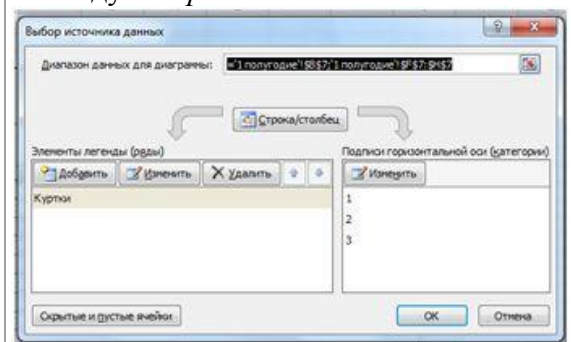 Выбор источника данных
Диапазон данных для диаграммы: ='1 полугодие'!$B$7;'1 полугодие'!$F$7:$H$7
Строка/столбец
Элементы легенды (ряды)
Подписи горизонтальной оси (категории)
Добавить Изменить Удалить
Изменить
Куртки
1
2
3
Скрытые и пустые ячейки
ОК Отмена